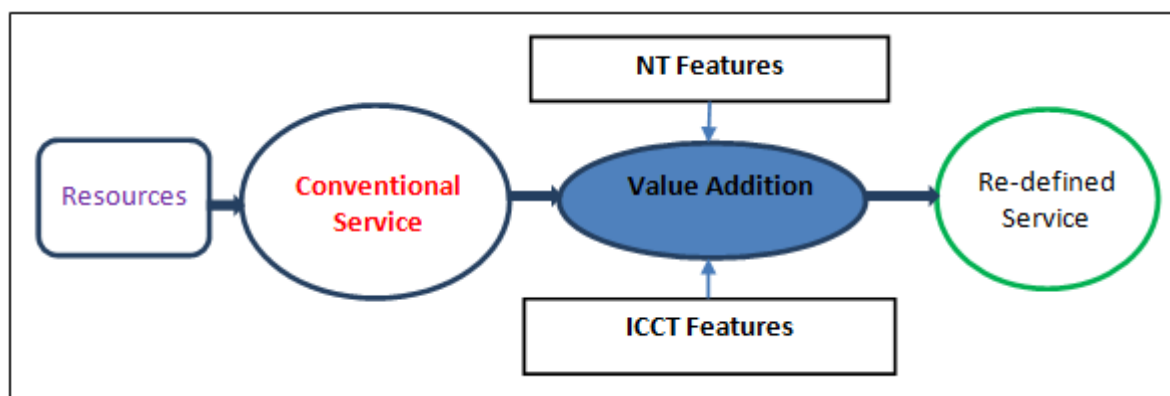 NT Features
Resources
Conventional
Service
Value Addition
Re-defined
Service
ICCT Features